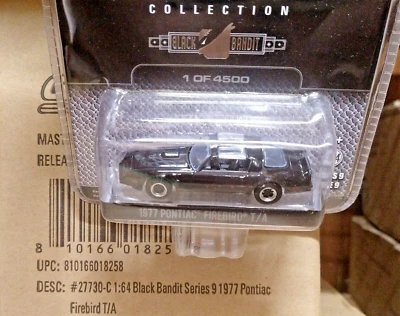 COLLECTION
BLACK BANDIT
1 OF 4500
MAST
RELEA
1977 PONTIAC FIREBIRD T/A
8 10166 01825
UPC: 810166018258
DESC: #27730-C 1:64 Black Bandit Series 9 1977 Pontiac
Firebird T/A